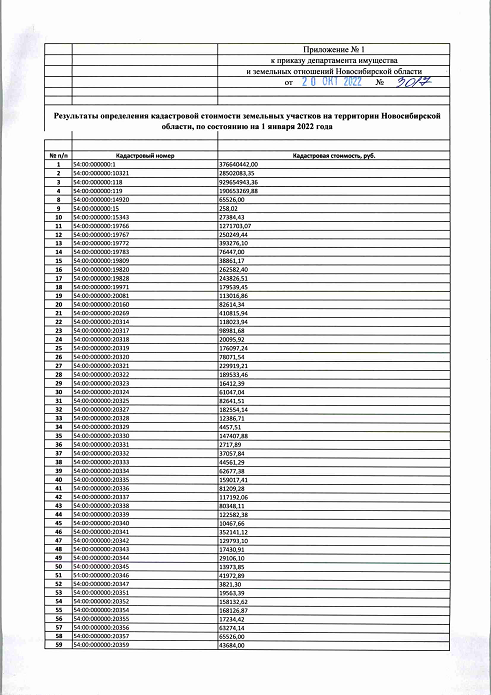 Приложение № 1
к приказу департамента имущества
и земельных отношений Новосибирской области
от 20 ОКТ 2022 № 3017
Результаты определения кадастровой стоимости земельных участков на территории Новосибирской
области, по состоянию на 1 января 2022 года
№ п/п Кадастровый номер Кадастровая стоимость, руб.
1 54:00:000000:1 376640442,00
2 54:00:000000:10321 28502083,35
3 54:00:000000:118 929654943,36
4 54:00:000000:119 190653269,88
8 54:00:000000:14920 65526,00
9 54:00:000000:15 258,02
10 54:00:000000:15343 27384,43
11 54:00:000000:19766 1271703,07
12 54:00:000000:19767 250249,44
13 54:00:000000:19772 393276,10
14 54:00:000000:19783 76447,00
15 54:00:000000:19809 38861,17
16 54:00:000000:19820 262582,40
17 54:00:000000:19828 243826,51
18 54:00:000000:19971 179539,45
19 54:00:000000:20081 113016,86
20 54:00:000000:20160 82614,34
21 54:00:000000:20269 410815,94
22 54:00:000000:20314 118023,94
23 54:00:000000:20317 98981,68
24 54:00:000000:20318 20095,92
25 54:00:000000:20319 176097,24
26 54:00:000000:20320 78071,54
27 54:00:000000:20321 229919,21
28 54:00:000000:20322 189533,46
29 54:00:000000:20323 16412,39
30 54:00:000000:20324 61047,04
31 54:00:000000:20325 82641,51
32 54:00:000000:20327 182554,14
33 54:00:000000:20328 12386,71
34 54:00:000000:20329 4457,51
35 54:00:000000:20330 147407,88
36 54:00:000000:20331 2717,89
37 54:00:000000:20332 37057,84
38 54:00:000000:20333 44561,29
39 54:00:000000:20334 62677,38
40 54:00:000000:20335 159017,41
41 54:00:000000:20336 81209,28
42 54:00:000000:20337 117192,06
43 54:00:000000:20338 80348,11
44 54:00:000000:20339 122582,38
45 54:00:000000:20340 10467,66
46 54:00:000000:20341 352141,12
47 54:00:000000:20342 129793,10
48 54:00:000000:20343 17430,91
49 54:00:000000:20344 29106,10
50 54:00:000000:20345 13973,85
51 54:00:000000:20346 41972,89
52 54:00:000000:20347 3821,30
53 54:00:000000:20351 19563,39
54 54:00:000000:20352 158132,62
55 54:00:000000:20354 168126,87
56 54:00:000000:20355 17234,42
57 54:00:000000:20356 63274,14
58 54:00:000000:20357 65526,00
59 54:00:000000:20359 43684,00